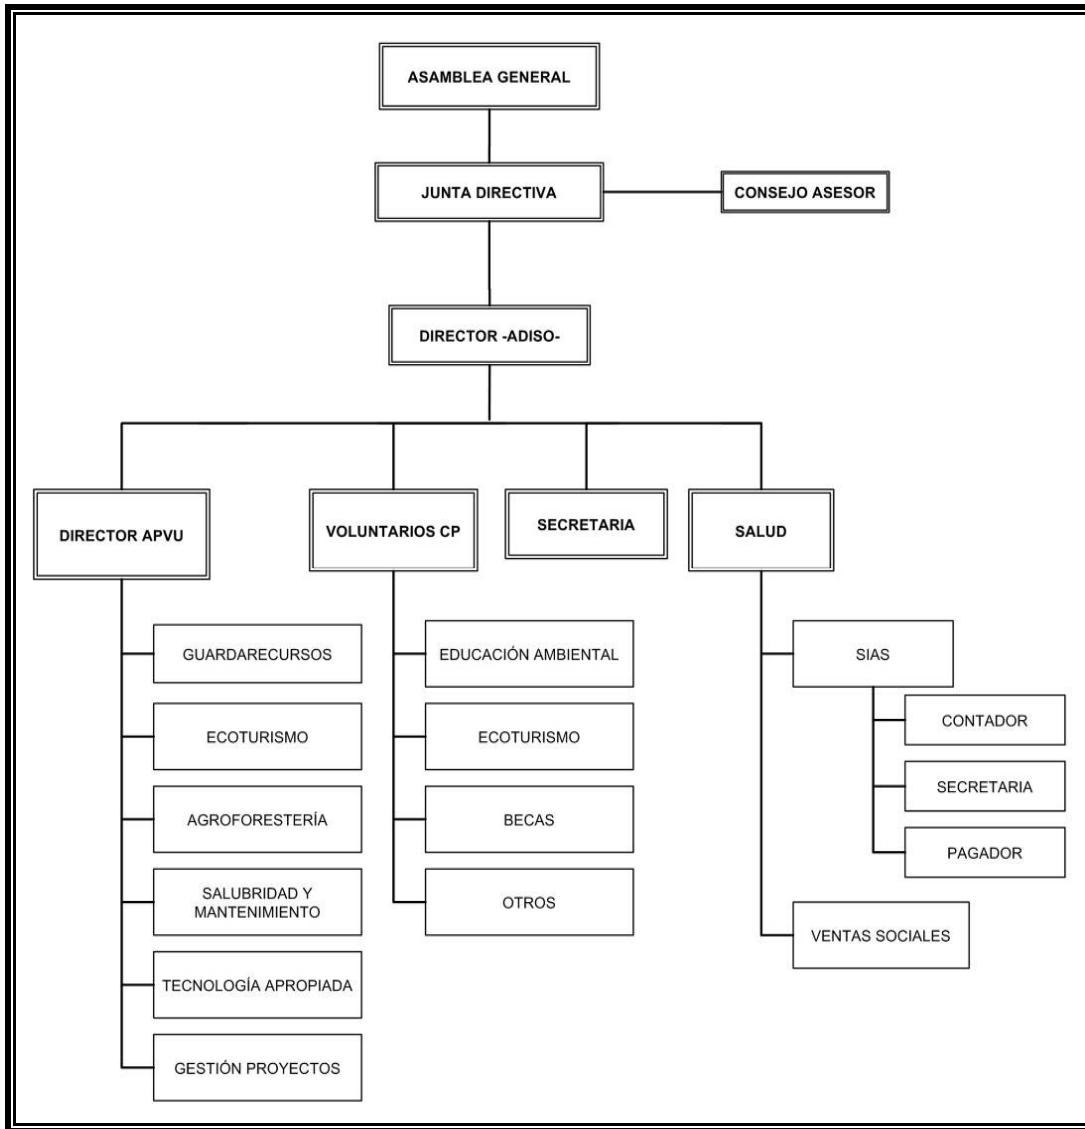 ASAMBLEA GENERAL
JUNTA DIRECTIVA
CONSEJO ASESOR
DIRECTOR -ADISO-
DIRECTOR APVU
VOLUNTARIOS CP
SECRETARIA
SALUD
GUARDARECURSOS
ECOTURISMO
AGROFORESTERÍA
SALUBRIDAD Y
MANTENIMIENTO
TECNOLOGÍA APROPIADA
GESTIÓN PROYECTOS
EDUCACIÓN AMBIENTAL
ECOTURISMO
BECAS
OTROS
SIAS
CONTADOR
SECRETARIA
PAGADOR
VENTAS SOCIALES